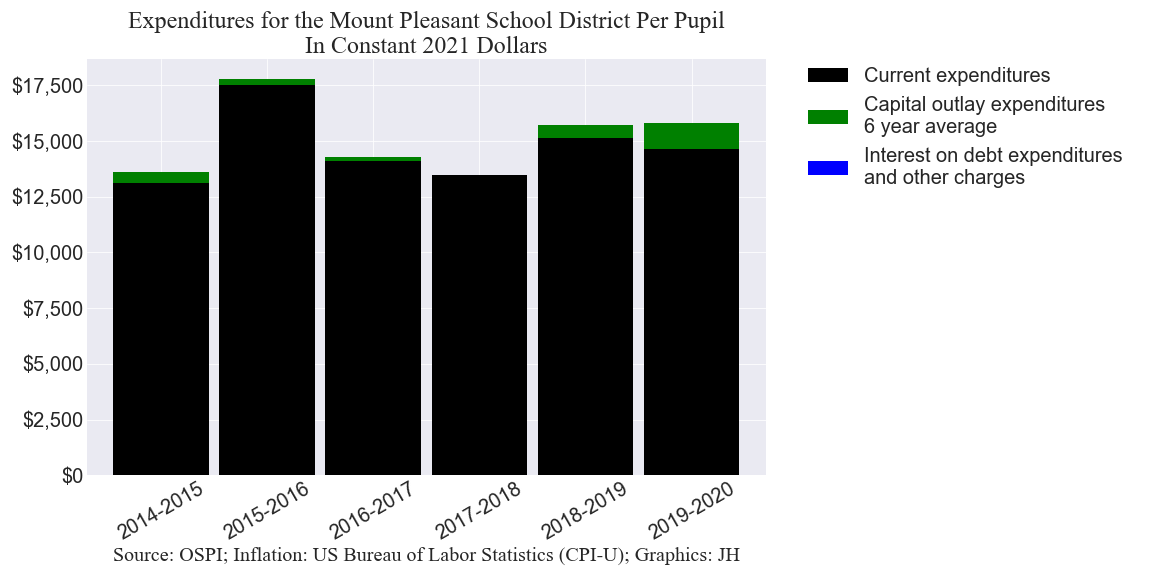 Expenditures for the Mount Pleasant School District Per Pupil
In Constant 2021 Dollars
$17,500
$15,000
$12,500
$10,000
$7,500
$5,000
$2,500
$0
2014-2015
2015-2016
2016-2017
2017-2018
2018-2019
2019-2020
Current expenditures
Capital outlay expenditures
6 year average
Interest on debt expenditures
and other charges
Source: OSPI; Inflation: US Bureau of Labor Statistics (CPI-U); Graphics: JH